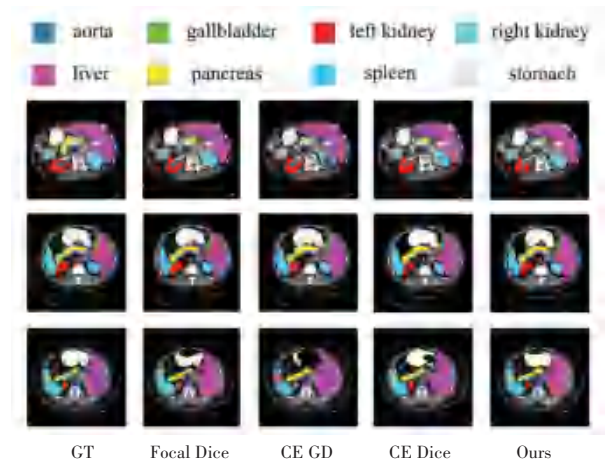 aorta gallbladder left kidney right kidney
liver pancreas spleen stomach
GT Focal Dice CE GD CE Dice Ours